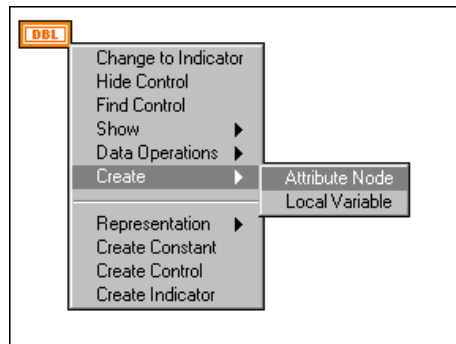 DBL
Change to Indicator
Hide Control
Find Control
Show
Data Operations
Create
Attribute Node
Local Variable
Representation
Create Constant
Create Control
Create Indicator